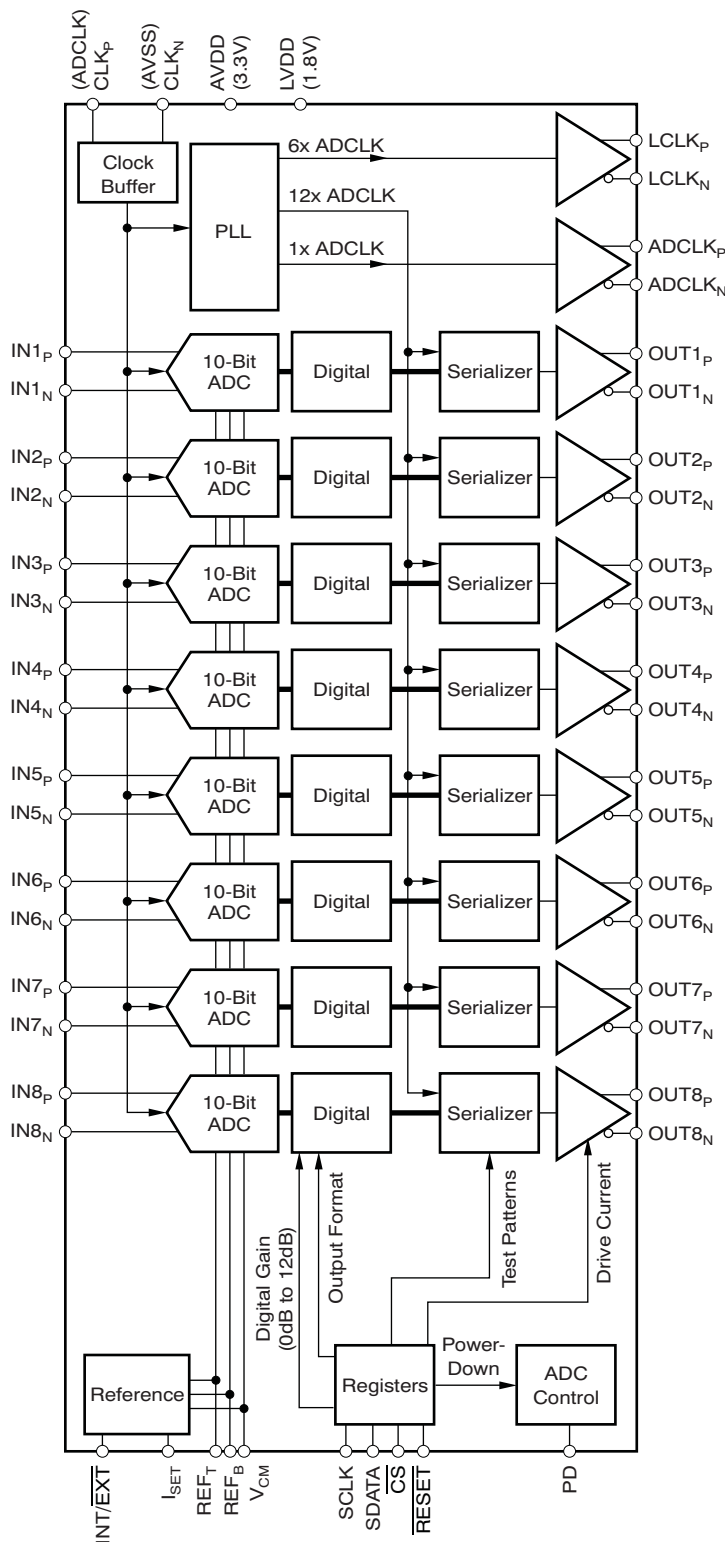 (ADCLK)
CLKP
(AVSS)
CLKN
AVDD
(3.3V)
LVDD
(1.8V)
Clock
Buffer
PLL
6x ADCLK
12x ADCLK
1x ADCLK
LCLKP
LCLKN
ADCLKP
ADCLKN
IN1P
IN1N
10-Bit
ADC
Digital
Serializer
OUT1P
OUT1N
IN2P
IN2N
10-Bit
ADC
Digital
Serializer
OUT2P
OUT2N
IN3P
IN3N
10-Bit
ADC
Digital
Serializer
OUT3P
OUT3N
IN4P
IN4N
10-Bit
ADC
Digital
Serializer
OUT4P
OUT4N
IN5P
IN5N
10-Bit
ADC
Digital
Serializer
OUT5P
OUT5N
IN6P
IN6N
10-Bit
ADC
Digital
Serializer
OUT6P
OUT6N
IN7P
IN7N
10-Bit
ADC
Digital
Serializer
OUT7P
OUT7N
IN8P
IN8N
10-Bit
ADC
Digital
Serializer
OUT8P
OUT8N
Digital Gain
(0dB to 12dB)
Output Format
Test Patterns
Drive Current
Reference
Registers
Power-
Down
ADC
Control
INT/EXT
ISET
REFT
REFB
VCM
SCLK
SDATA
CS
RESET
PD